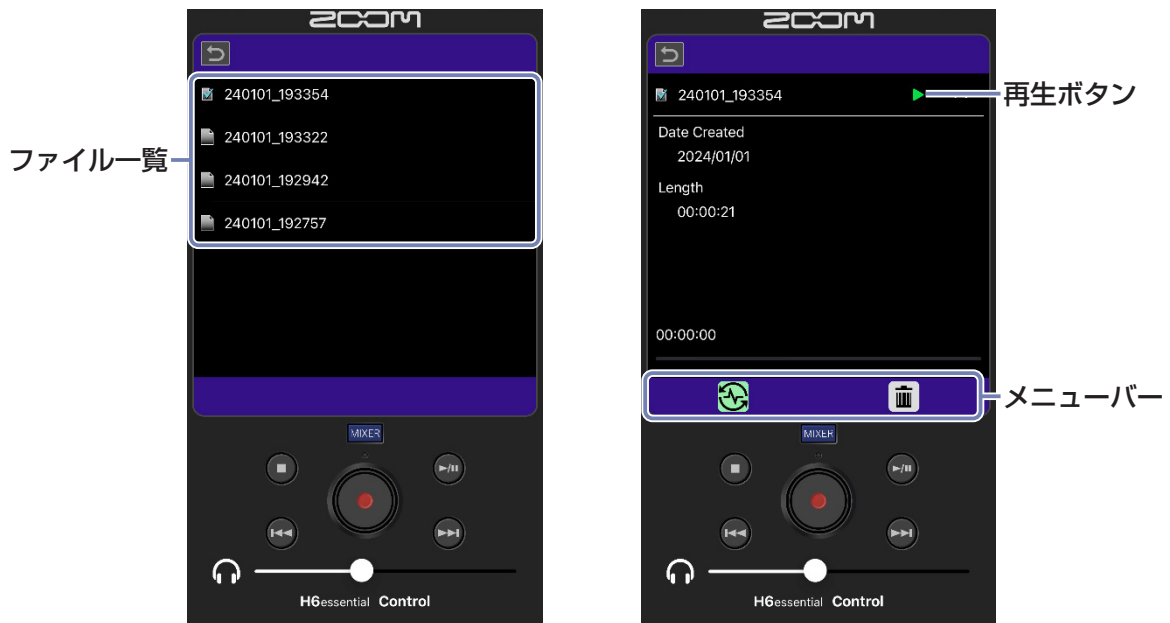 ファイル一覧
ZOOM
240101_193354
240101_193322
240101_192942
240101_192757
MIXER
H6essential Control
ZOOM
240101_193354
再生ボタン
Date Created
2024/01/01
Length
00:00:21
00:00:00
メニューバー
MIXER
H6essential Control